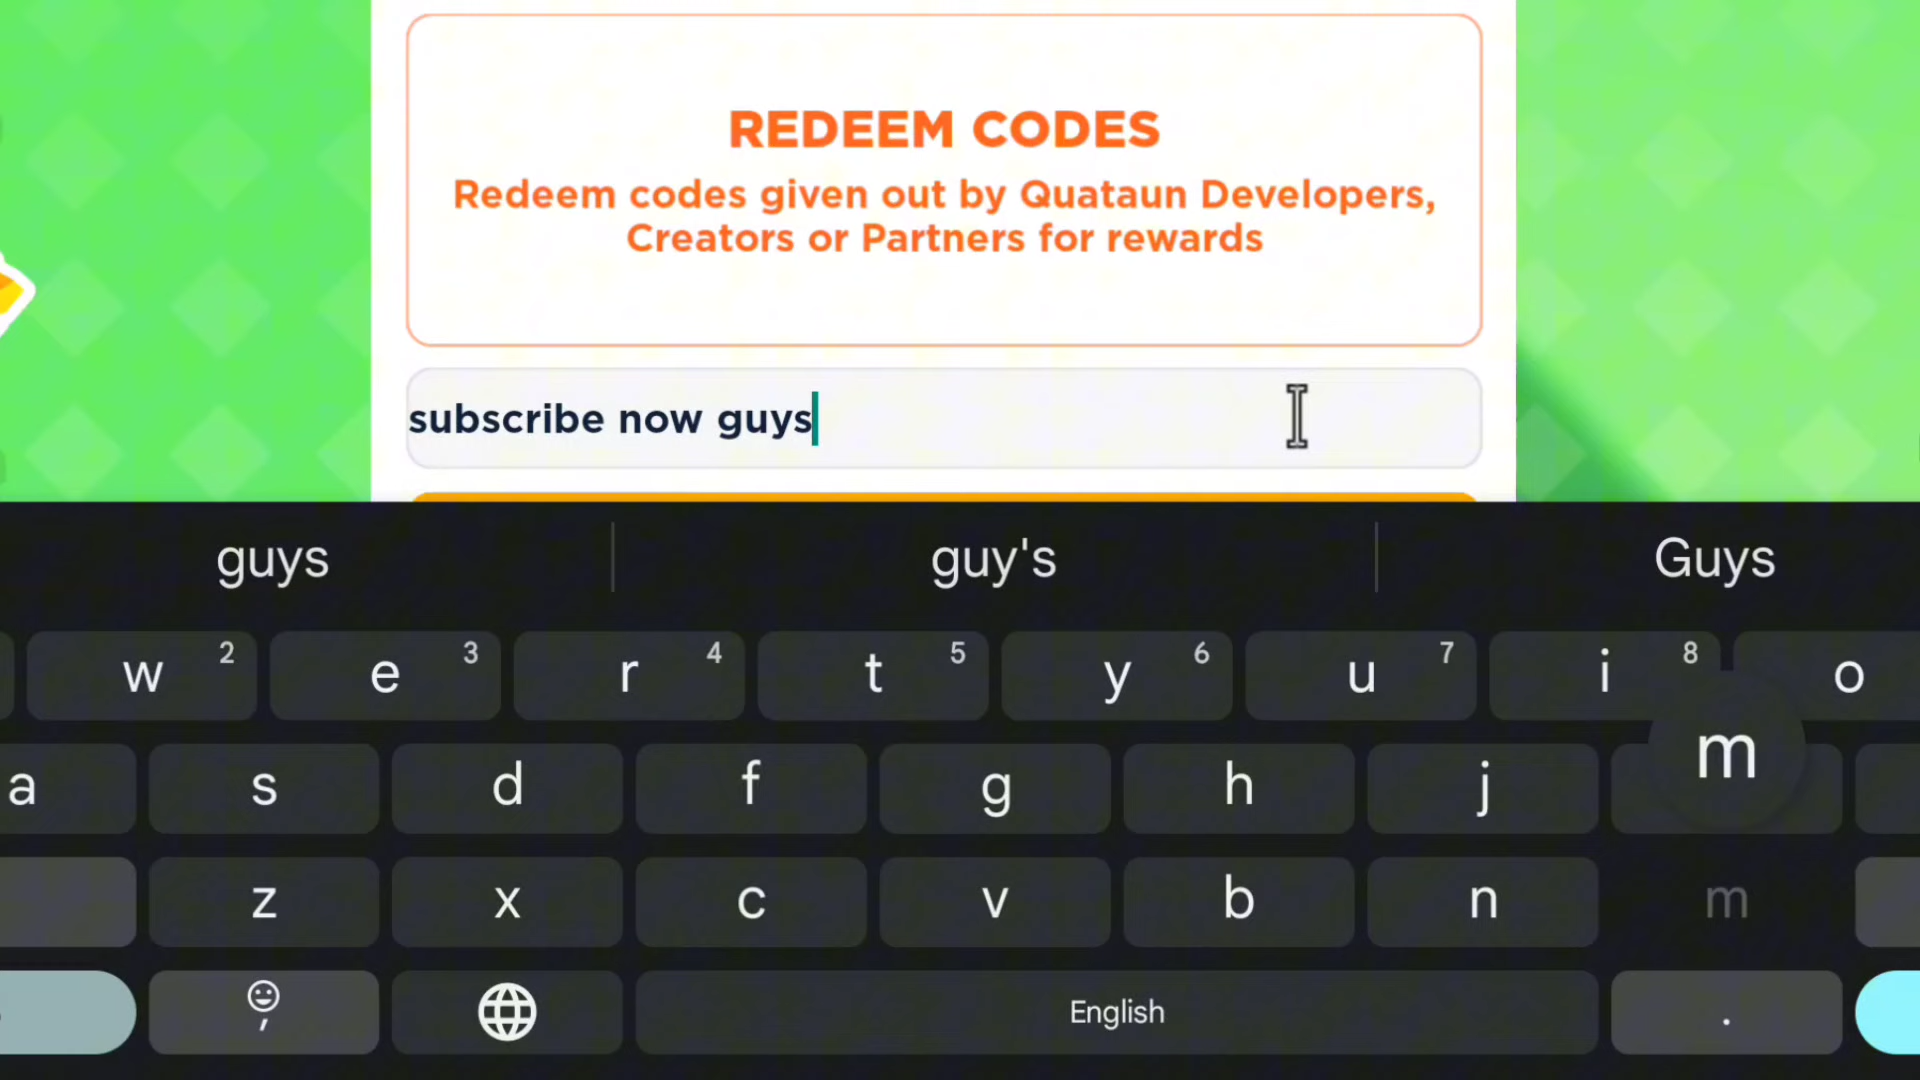 REDEEM CODES
Redeem codes given out by Quataun Developers,
Creators or Partners for rewards
subscribe now guys
guys guy's Guys
w 2 e 3 r 4 t 5 y 6 u 7 i 8 o
a s d f g h j m
z x c v b n m
, English .